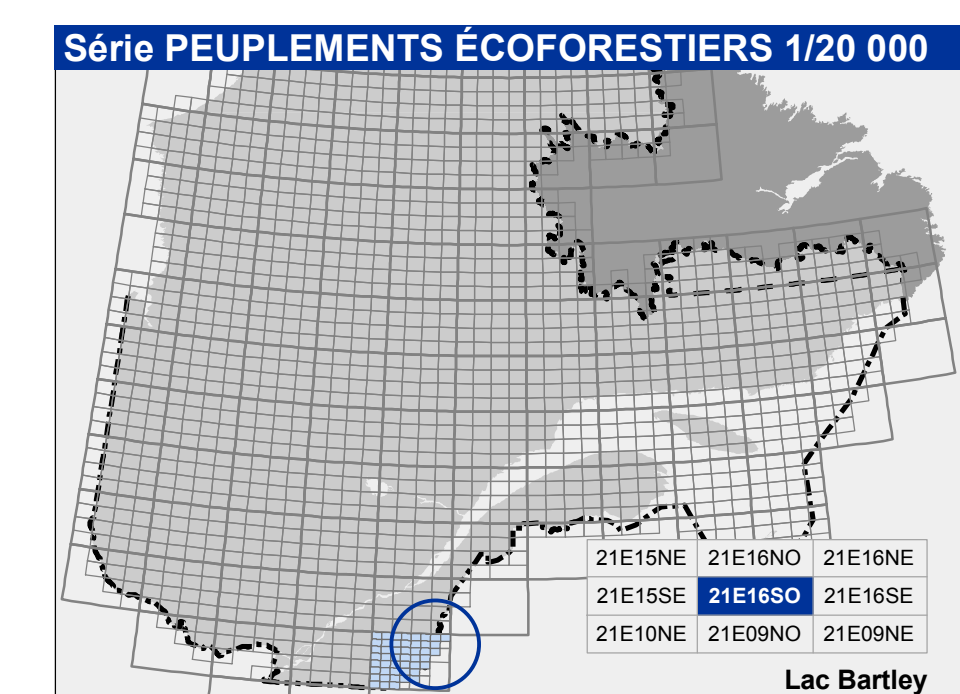 Série PEUPLEMENTS ÉCOFORESTIERS 1/20 000
21E15NE 21E16NO 21E16NE
21E15SE 21E16SO 21E16SE
21E10NE 21E09NO 21E09NE
Lac Bartley